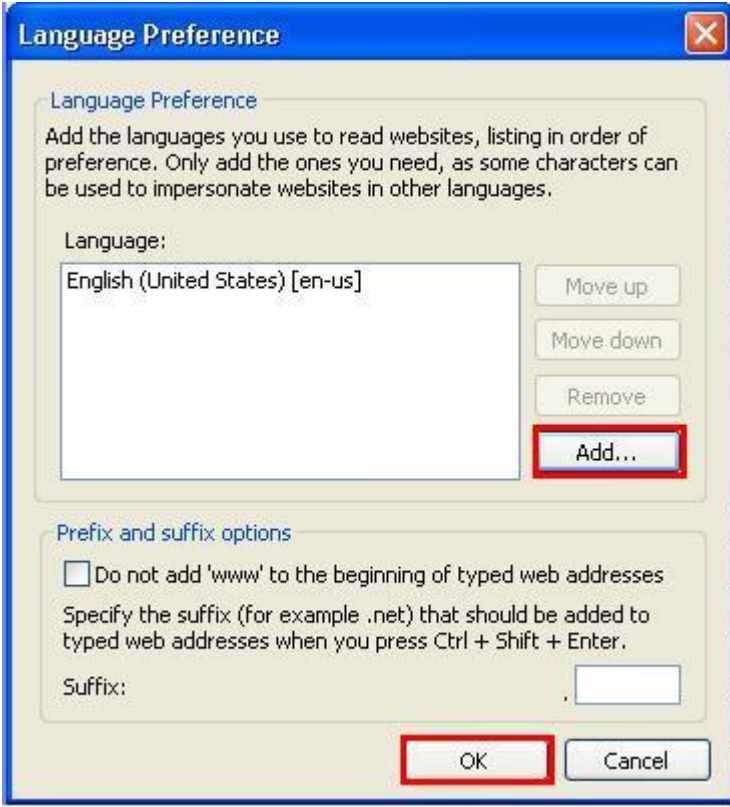 Language Preference
Language Preference
Add the languages you use to read websites, listing in order of
preference. Only add the ones you need, as some characters can
be used to impersonate websites in other languages.
Language:
English (United States) [en-us]
Move up
Move down
Remove
Add...
Prefix and suffix options
Do not add 'www' to the beginning of typed web addresses
Specify the suffix (for example .net) that should be added to
typed web addresses when you press Ctrl + Shift + Enter.
Suffix: .
OK Cancel